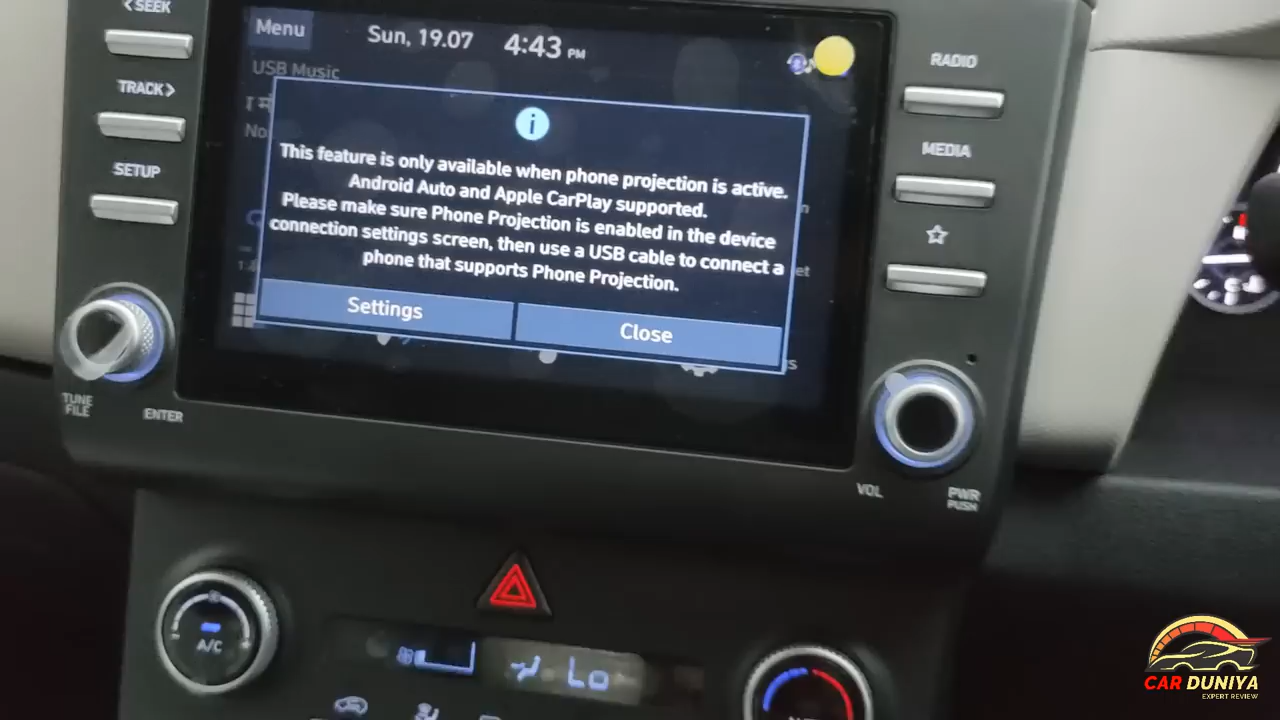 <SEEK
Menu
Sun, 19.07
4:43 PM
RADIO
USB Music
TRACK>
This feature is only available when phone projection is active.
Android Auto and Apple CarPlay supported.
Please make sure Phone Projection is enabled in the device
connection settings screen, then use a USB cable to connect a
phone that supports Phone Projection.
MEDIA
SETUP
Settings
Close
TUNE
FILE
ENTER
VOL
PWR
PUSH
A/C
Lo
CAR DUNIYA
EXPERT REVIEW